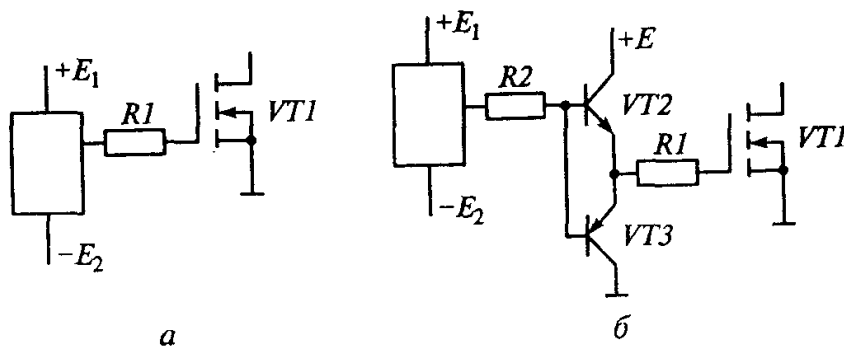 +E₁
R1
VT1
−E₂
а
+E₁
+E
R2
VT2
R1
VT1
VT3
−E₂
б